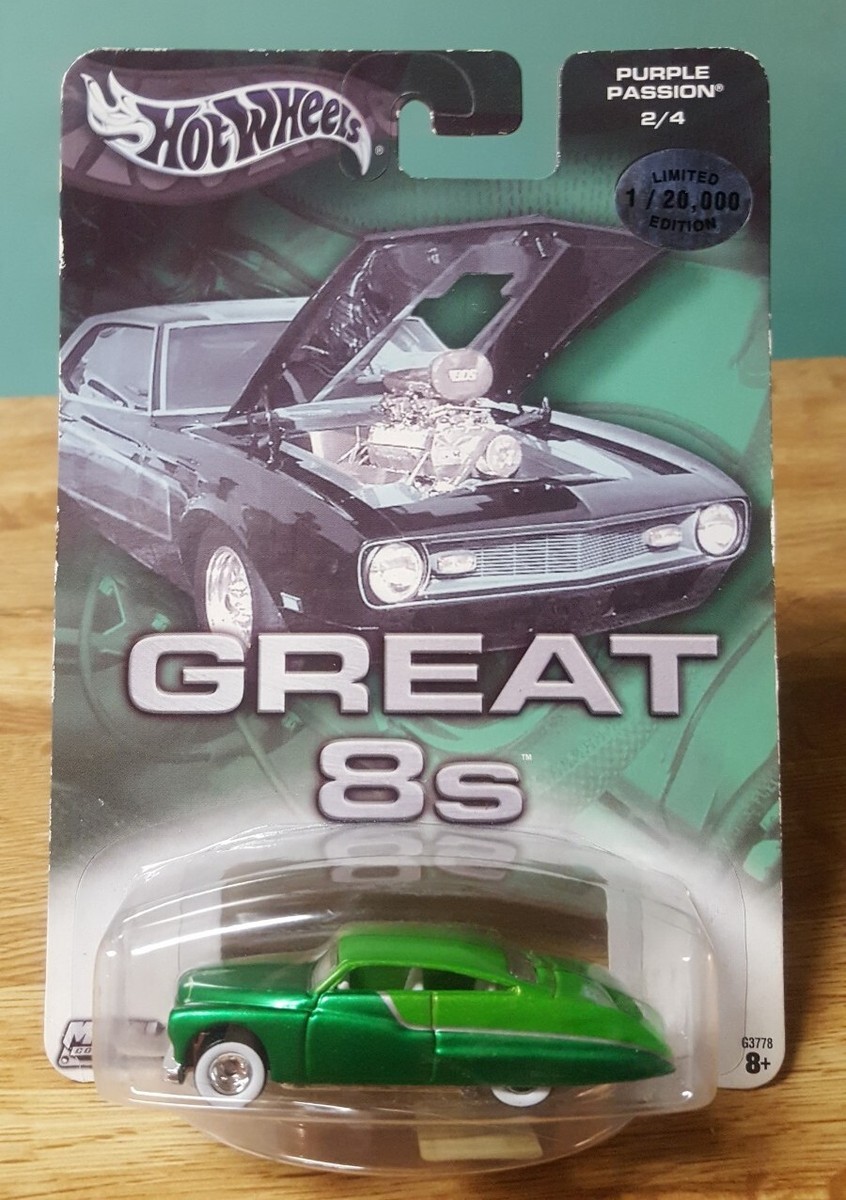 Hot Wheels®
PURPLE
PASSION®
2/4
LIMITED
1 / 20,000
EDITION
GREAT
8s™
G3778
8+